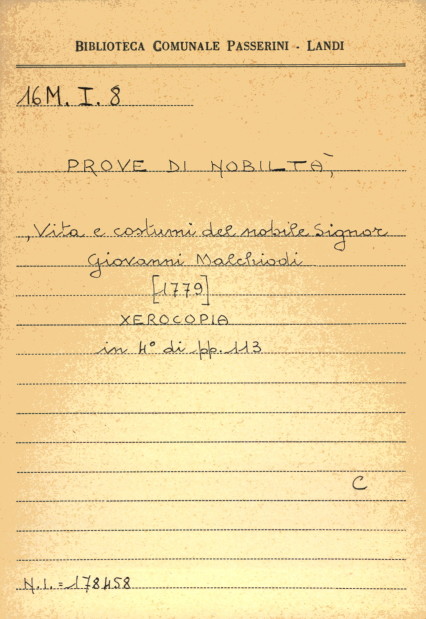 BIBLIOTECA COMUNALE PASSERINI - LANDI
16M. I. 8
PROVE DI NOBILTÀ,
, Vita e costumi del nobile Signor
Giovanni Malchiodi
[1779]
XEROCOPIA
in 4° di pp. 113
C
N.I. = 178458